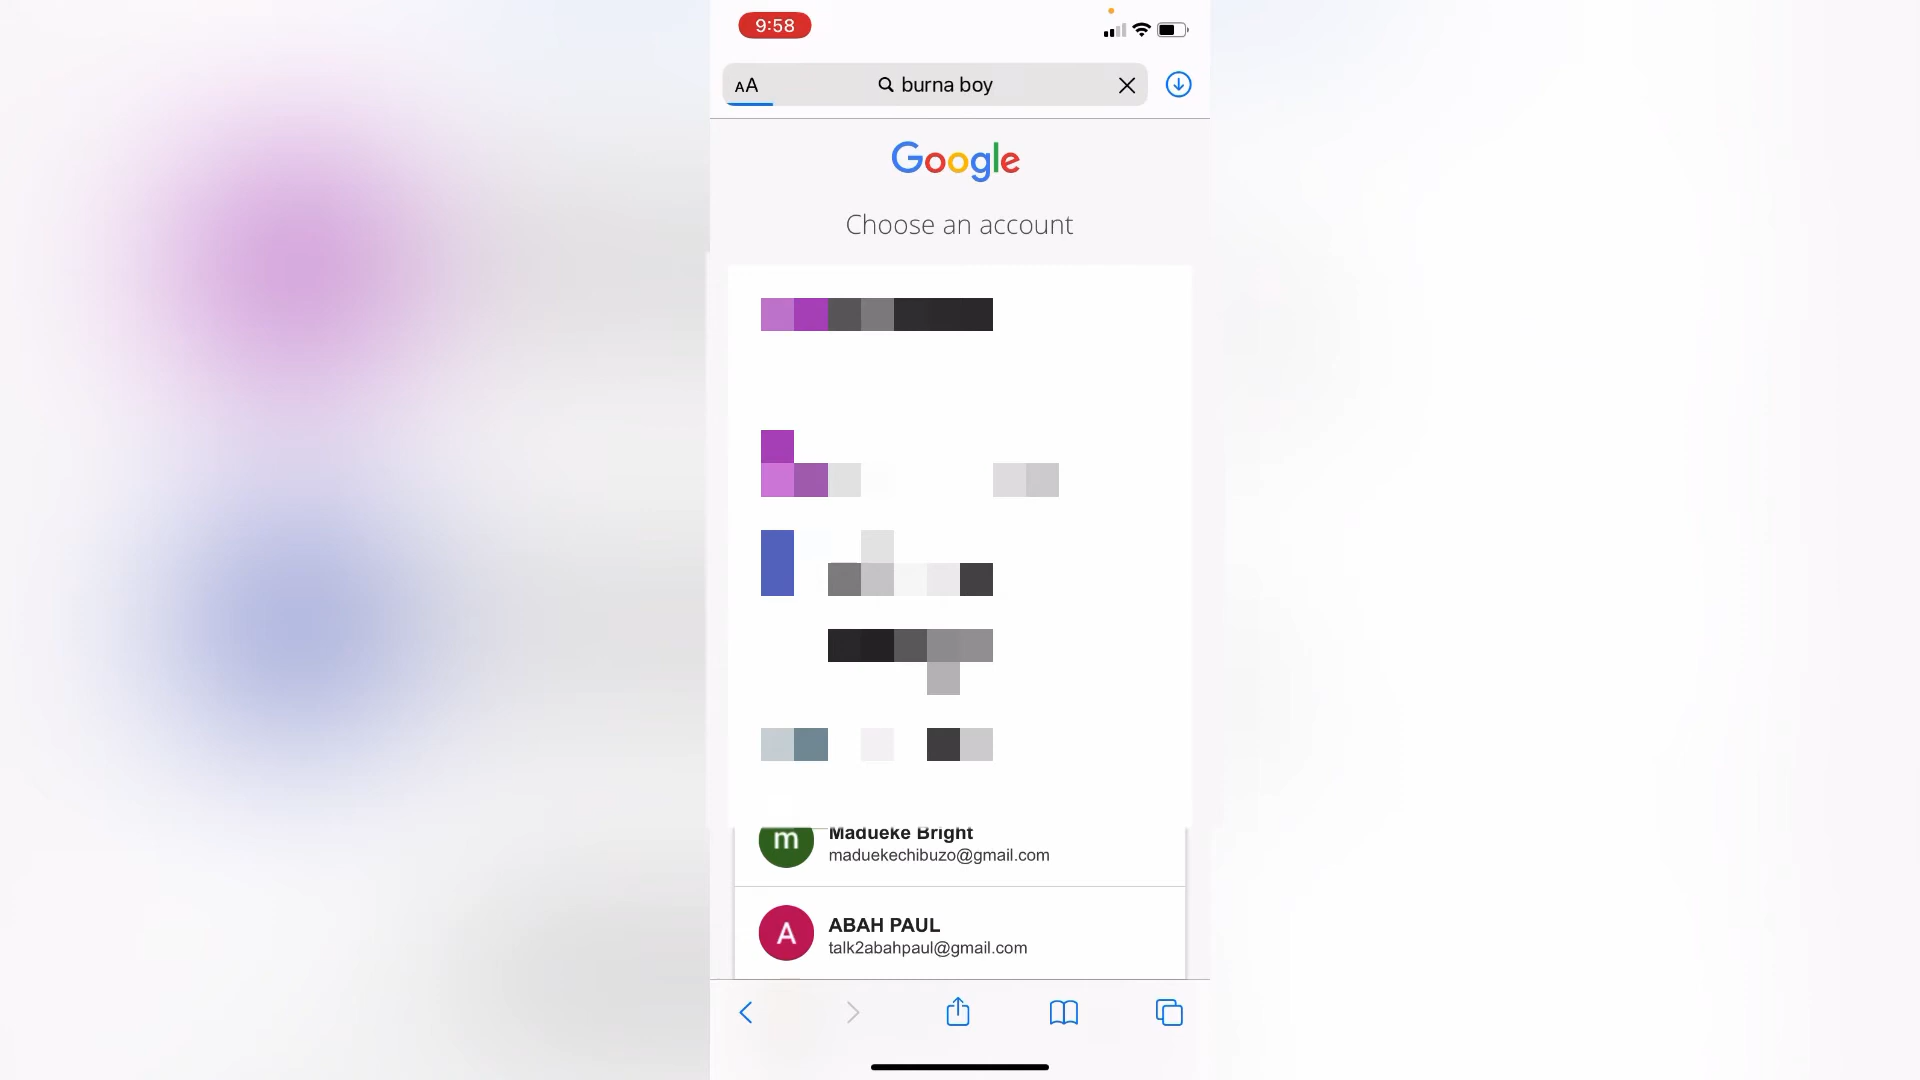 9:58
AA burna boy
Google
Choose an account
Madueke Bright
maduekechibuzo@gmail.com
m
A
ABAH PAUL
talk2abahpaul@gmail.com